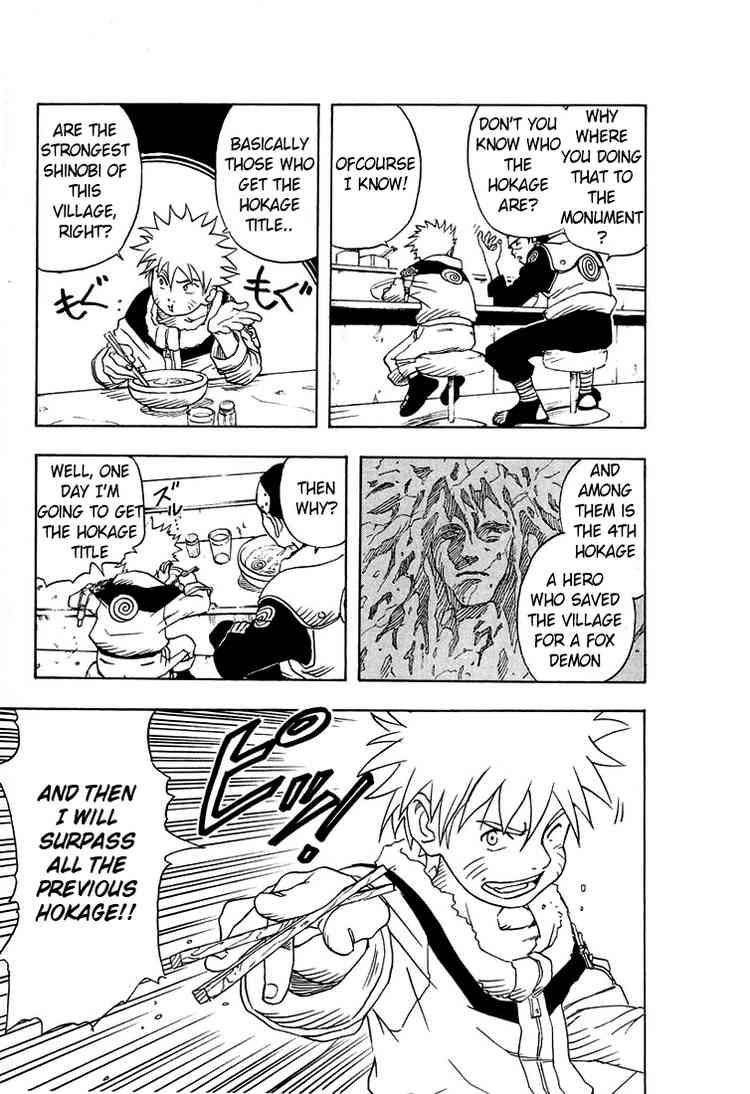 WHY
WHERE
YOU DOING
THAT TO
THE
MONUMENT
?
DON'T YOU
KNOW WHO
THE
HOKAGE
ARE?
OFCOURSE
I KNOW!
BASICALLY
THOSE WHO
GET THE
HOKAGE
TITLE..
ARE THE
STRONGEST
SHINOBI OF
THIS
VILLAGE,
RIGHT?
もぐ
もぐ
AND
AMONG
THEM IS
THE 4TH
HOKAGE
A HERO
WHO SAVED
THE VILLAGE
FOR A FOX
DEMON
THEN
WHY?
ズル
WELL, ONE
DAY I'M
GOING TO
GET THE
HOKAGE
TITLE
ピッ!
AND THEN
I WILL
SURPASS
ALL THE
PREVIOUS
HOKAGE!!